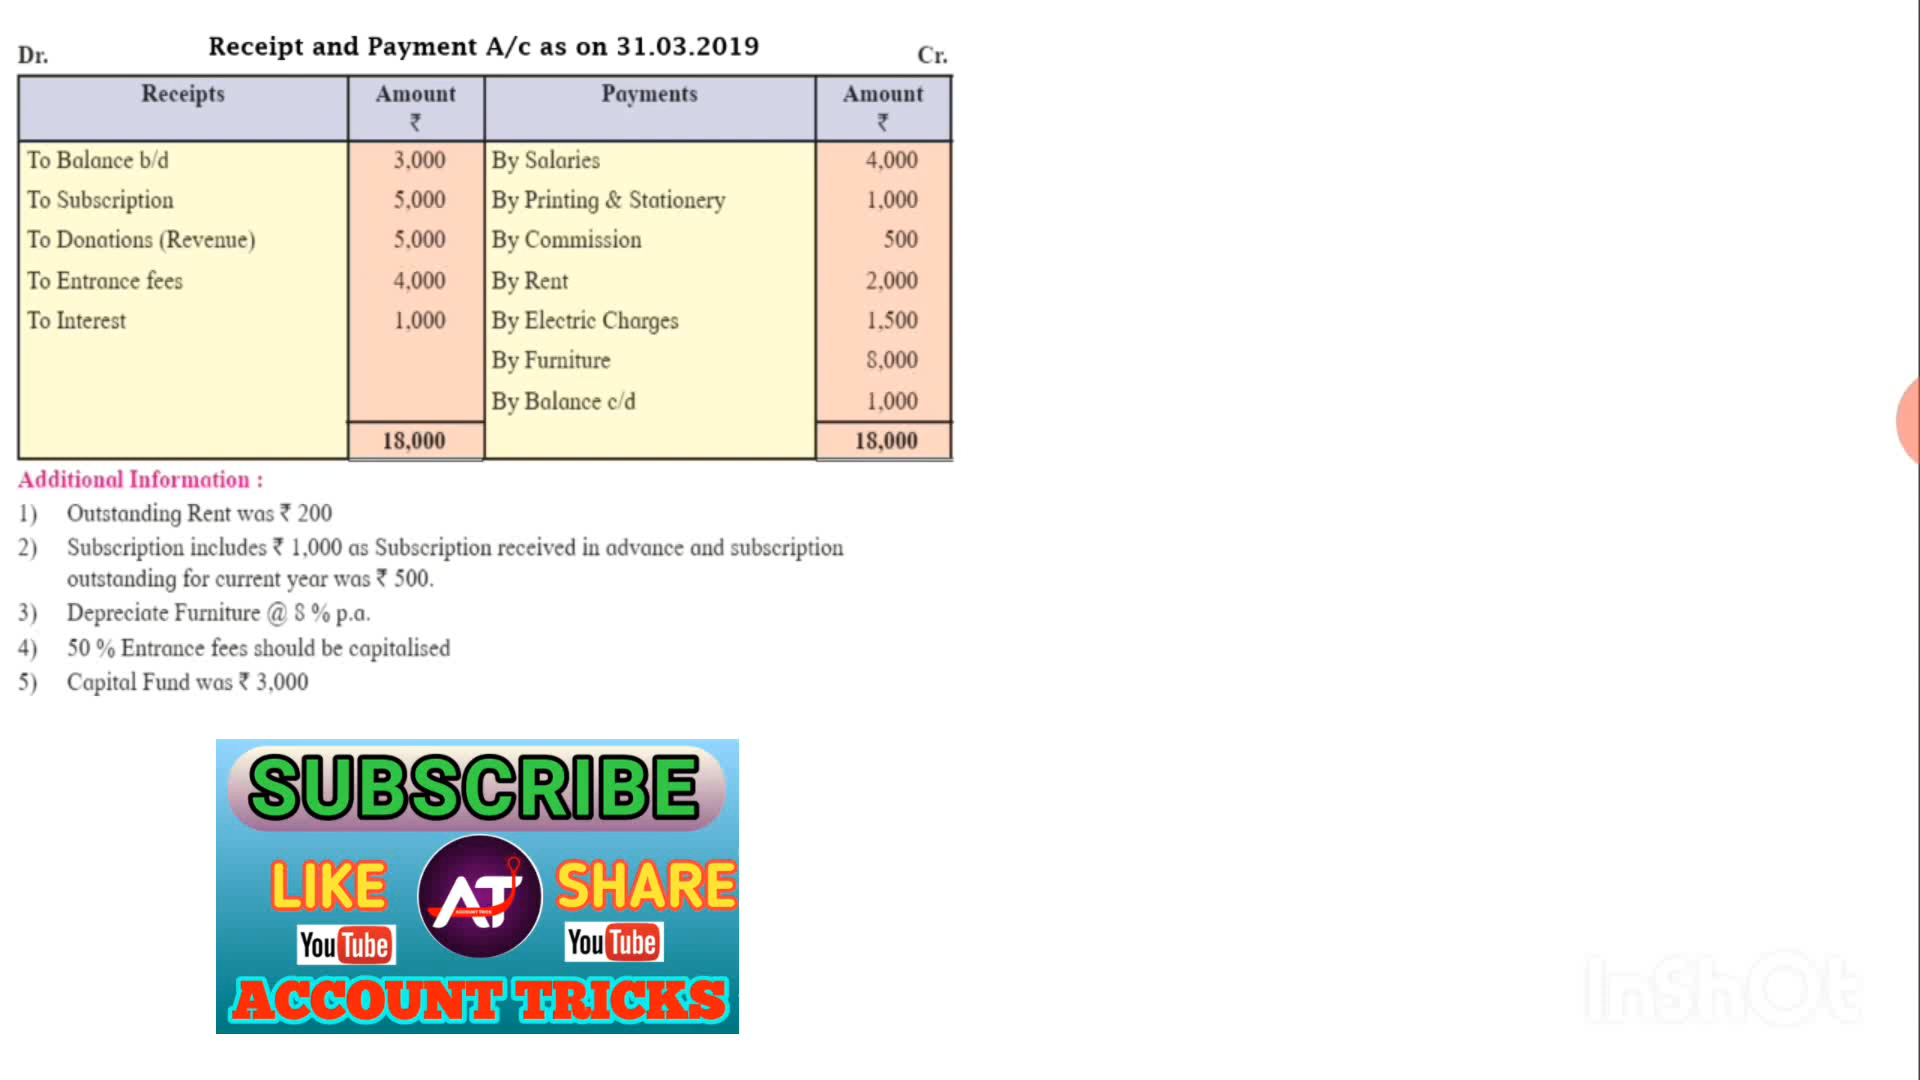 Receipt and Payment A/c as on 31.03.2019
Dr. Cr.
Receipts Amount ₹ Payments Amount ₹
To Balance b/d 3,000 By Salaries 4,000
To Subscription 5,000 By Printing & Stationery 1,000
To Donations (Revenue) 5,000 By Commission 500
To Entrance fees 4,000 By Rent 2,000
To Interest 1,000 By Electric Charges 1,500
By Furniture 8,000
By Balance c/d 1,000
18,000 18,000
Additional Information :
1) Outstanding Rent was ₹ 200
2) Subscription includes ₹ 1,000 as Subscription received in advance and subscription
outstanding for current year was ₹ 500.
3) Depreciate Furniture @ 8 % p.a.
4) 50 % Entrance fees should be capitalised
5) Capital Fund was ₹ 3,000
SUBSCRIBE
LIKE AT SHARE
ACCOUNT TRICK
YouTube YouTube
ACCOUNT TRICKS
InShOt